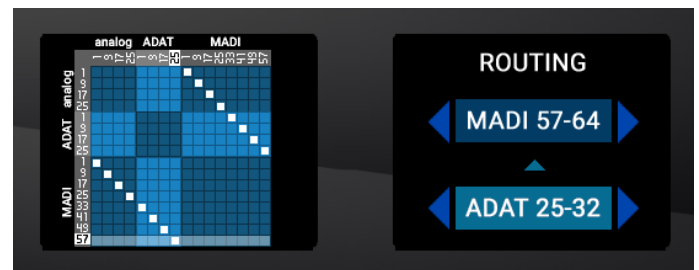 analog ADAT MADI
1 9 17 25 1 9 17 25 1 9 17 25 33 41 49 57
analog
1
9
17
25
ADAT
1
9
17
25
MADI
1
9
17
25
33
41
49
57
ROUTING
MADI 57-64
ADAT 25-32